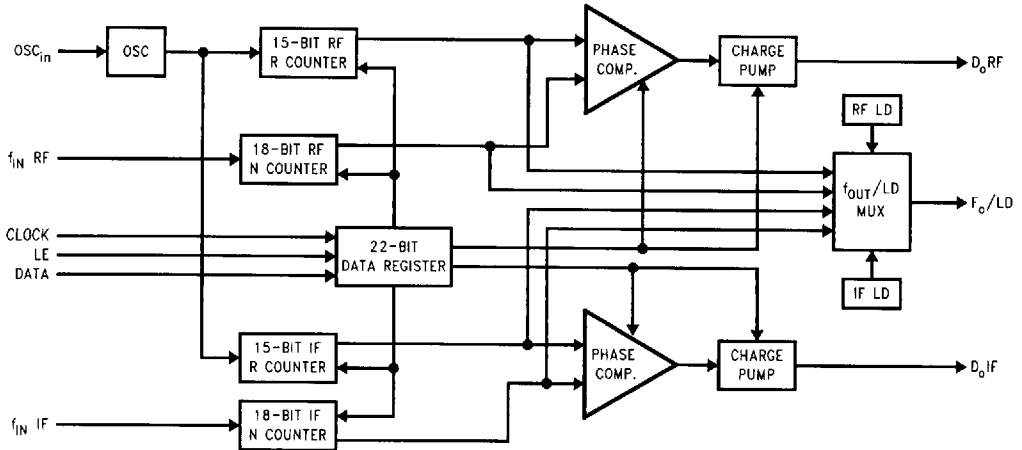 OSCin
OSC
15-BIT RF
R COUNTER
PHASE
COMP.
CHARGE
PUMP
DoRF
RF LD
fIN RF
18-BIT RF
N COUNTER
fOUT/LD
MUX
Fo/LD
CLOCK
LE
DATA
22-BIT
DATA REGISTER
IF LD
15-BIT IF
R COUNTER
PHASE
COMP.
CHARGE
PUMP
DoIF
fIN IF
18-BIT IF
N COUNTER